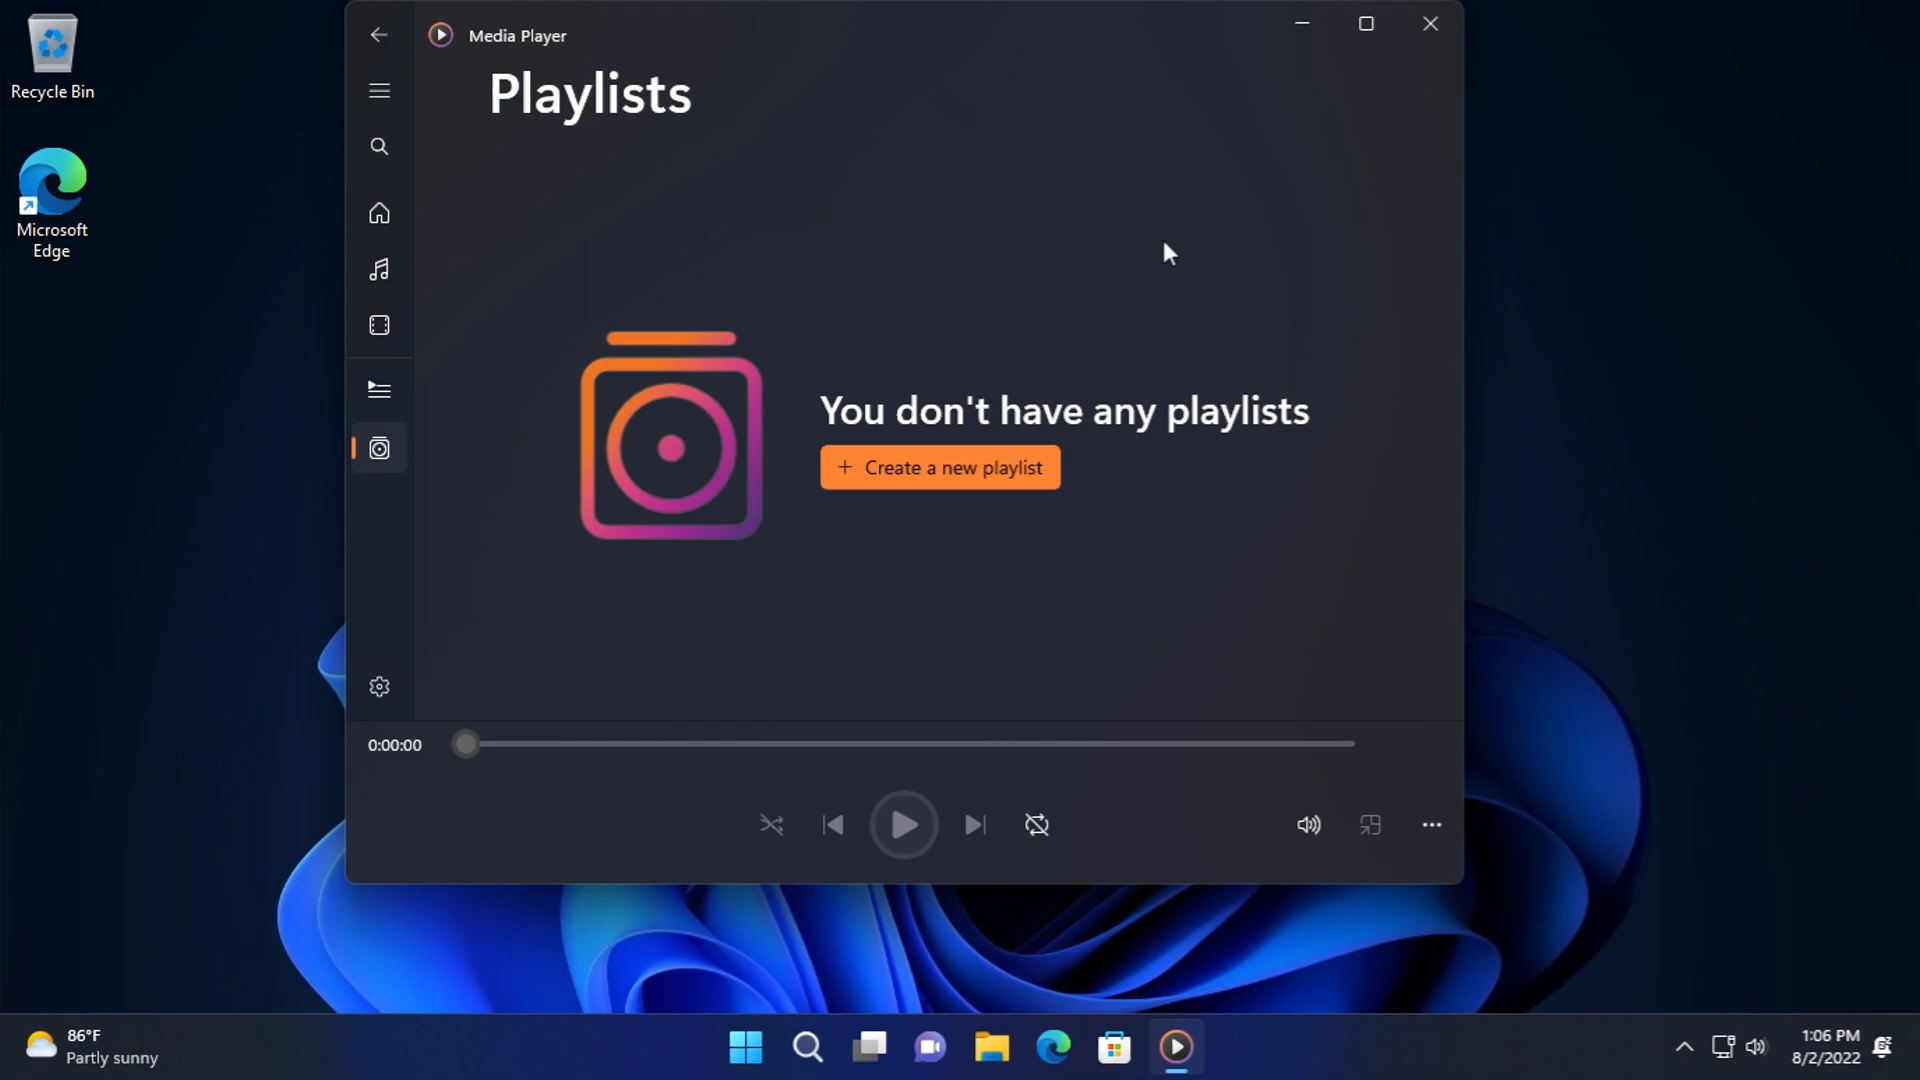 Recycle Bin
Microsoft
Edge
Media Player
Playlists
You don't have any playlists
+ Create a new playlist
0:00:00
86°F
Partly sunny
1:06 PM
8/2/2022